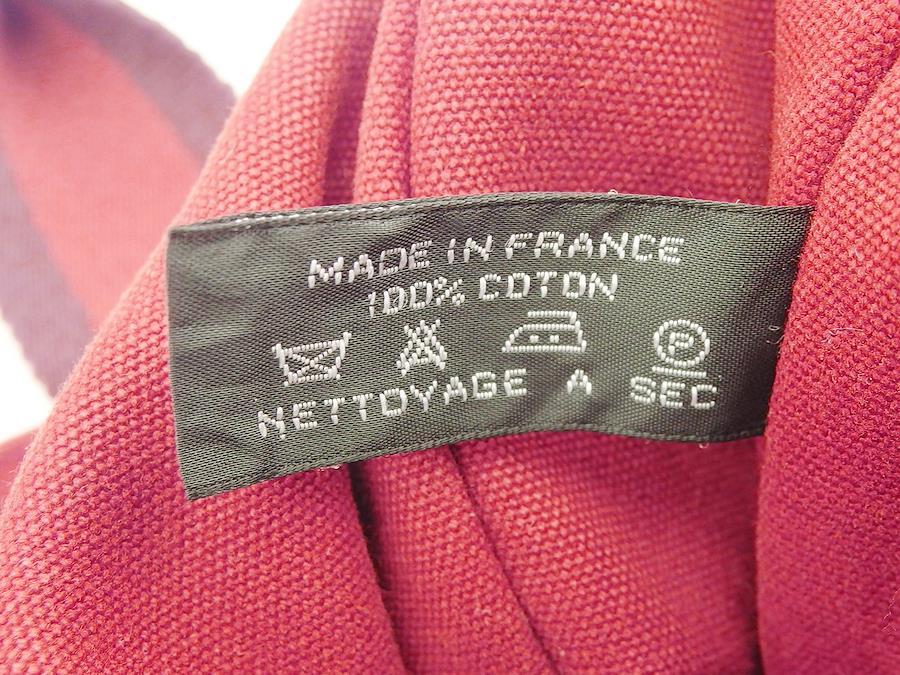 MADE IN FRANCE
100% COTON
P
NETTOYAGE A SEC